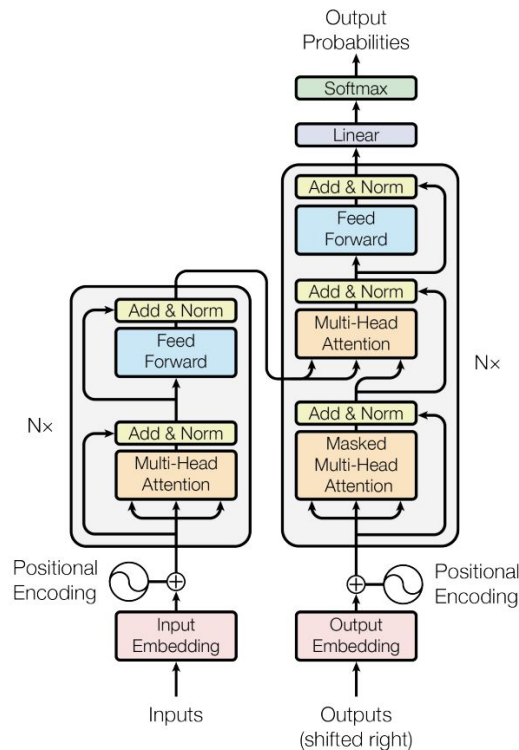 Output
Probabilities
Softmax
Linear
Add & Norm
Feed
Forward
Add & Norm
Multi-Head
Attention
Add & Norm
Masked
Multi-Head
Attention
N×
Add & Norm
Feed
Forward
Add & Norm
Multi-Head
Attention
N×
Positional
Encoding
Positional
Encoding
Input
Embedding
Output
Embedding
Inputs
Outputs
(shifted right)